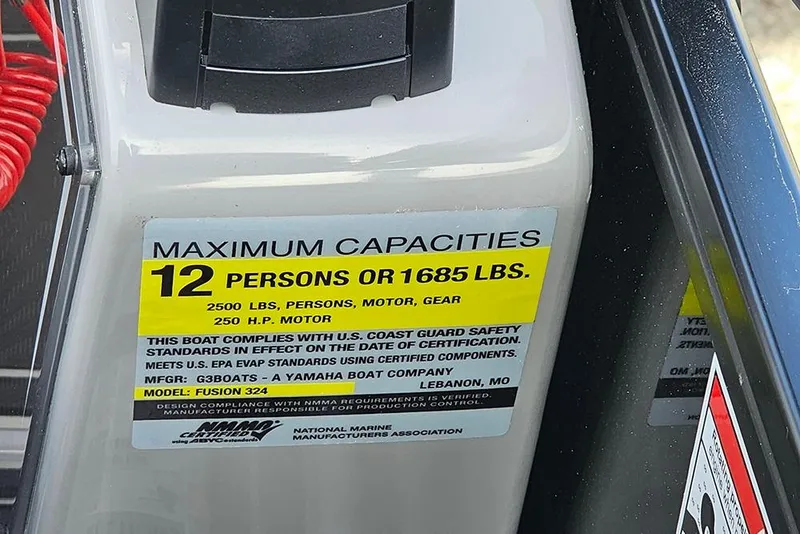 MAXIMUM CAPACITIES
12 PERSONS OR 1685 LBS.
2500 LBS, PERSONS, MOTOR, GEAR
250 H.P. MOTOR
THIS BOAT COMPLIES WITH U.S. COAST GUARD SAFETY
STANDARDS IN EFFECT ON THE DATE OF CERTIFICATION.
MEETS U.S. EPA EVAP STANDARDS USING CERTIFIED COMPONENTS.
MFGR: G3BOATS - A YAMAHA BOAT COMPANY
LEBANON, MO
MODEL: FUSION 324
DESIGN COMPLIANCE WITH NMMA REQUIREMENTS IS VERIFIED.
MANUFACTURER RESPONSIBLE FOR PRODUCTION CONTROL.
NMMA
CERTIFIED
using ABYC standards
NATIONAL MARINE
MANUFACTURERS ASSOCIATION